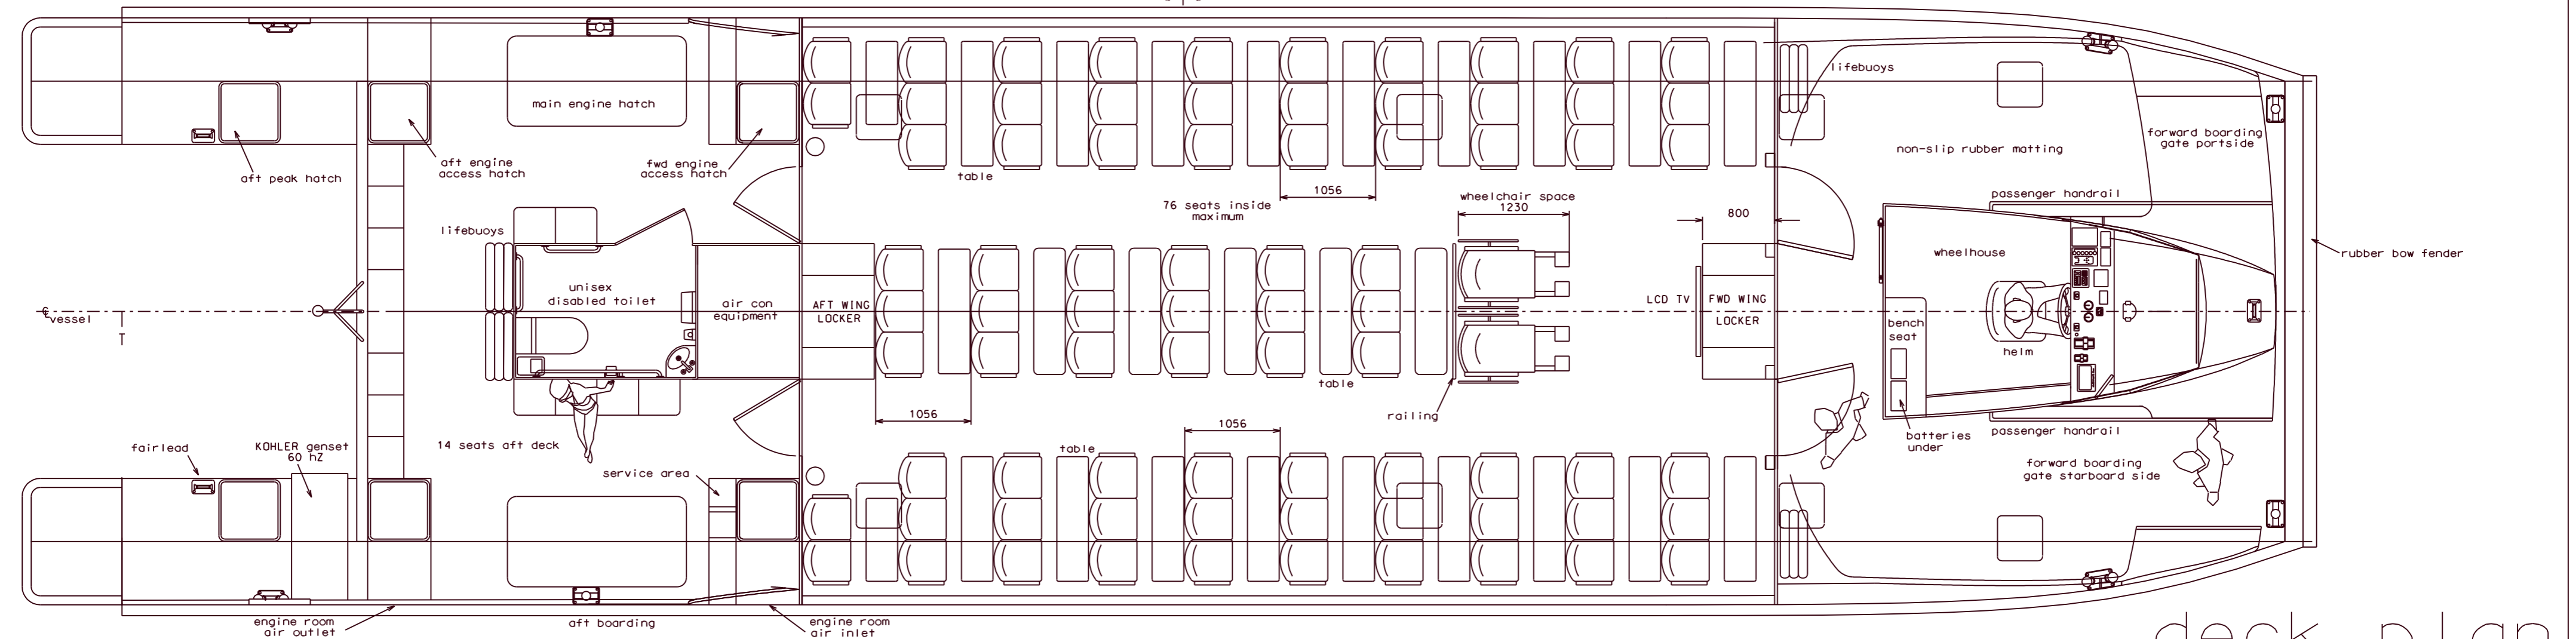 lifebuoys
main engine hatch
forward boarding
gate portside
non-slip rubber matting
aft engine
access hatch
fwd engine
access hatch
aft peak hatch
table
1056
wheelchair space
1230
passenger handrail
76 seats inside
maximum
800
lifebuoys
wheelhouse
rubber bow fender
unisex
disabled toilet
air con
equipment
AFT WING
LOCKER
LCD TV
FWD WING
LOCKER
℄vessel
T
bench
seat
helm
table
1056
railing
1056
passenger handrail
batteries
under
fairlead
KOHLER genset
60 hZ
14 seats aft deck
table
service area
forward boarding
gate starboard side
engine room
air outlet
aft boarding
engine room
air inlet
deck plan